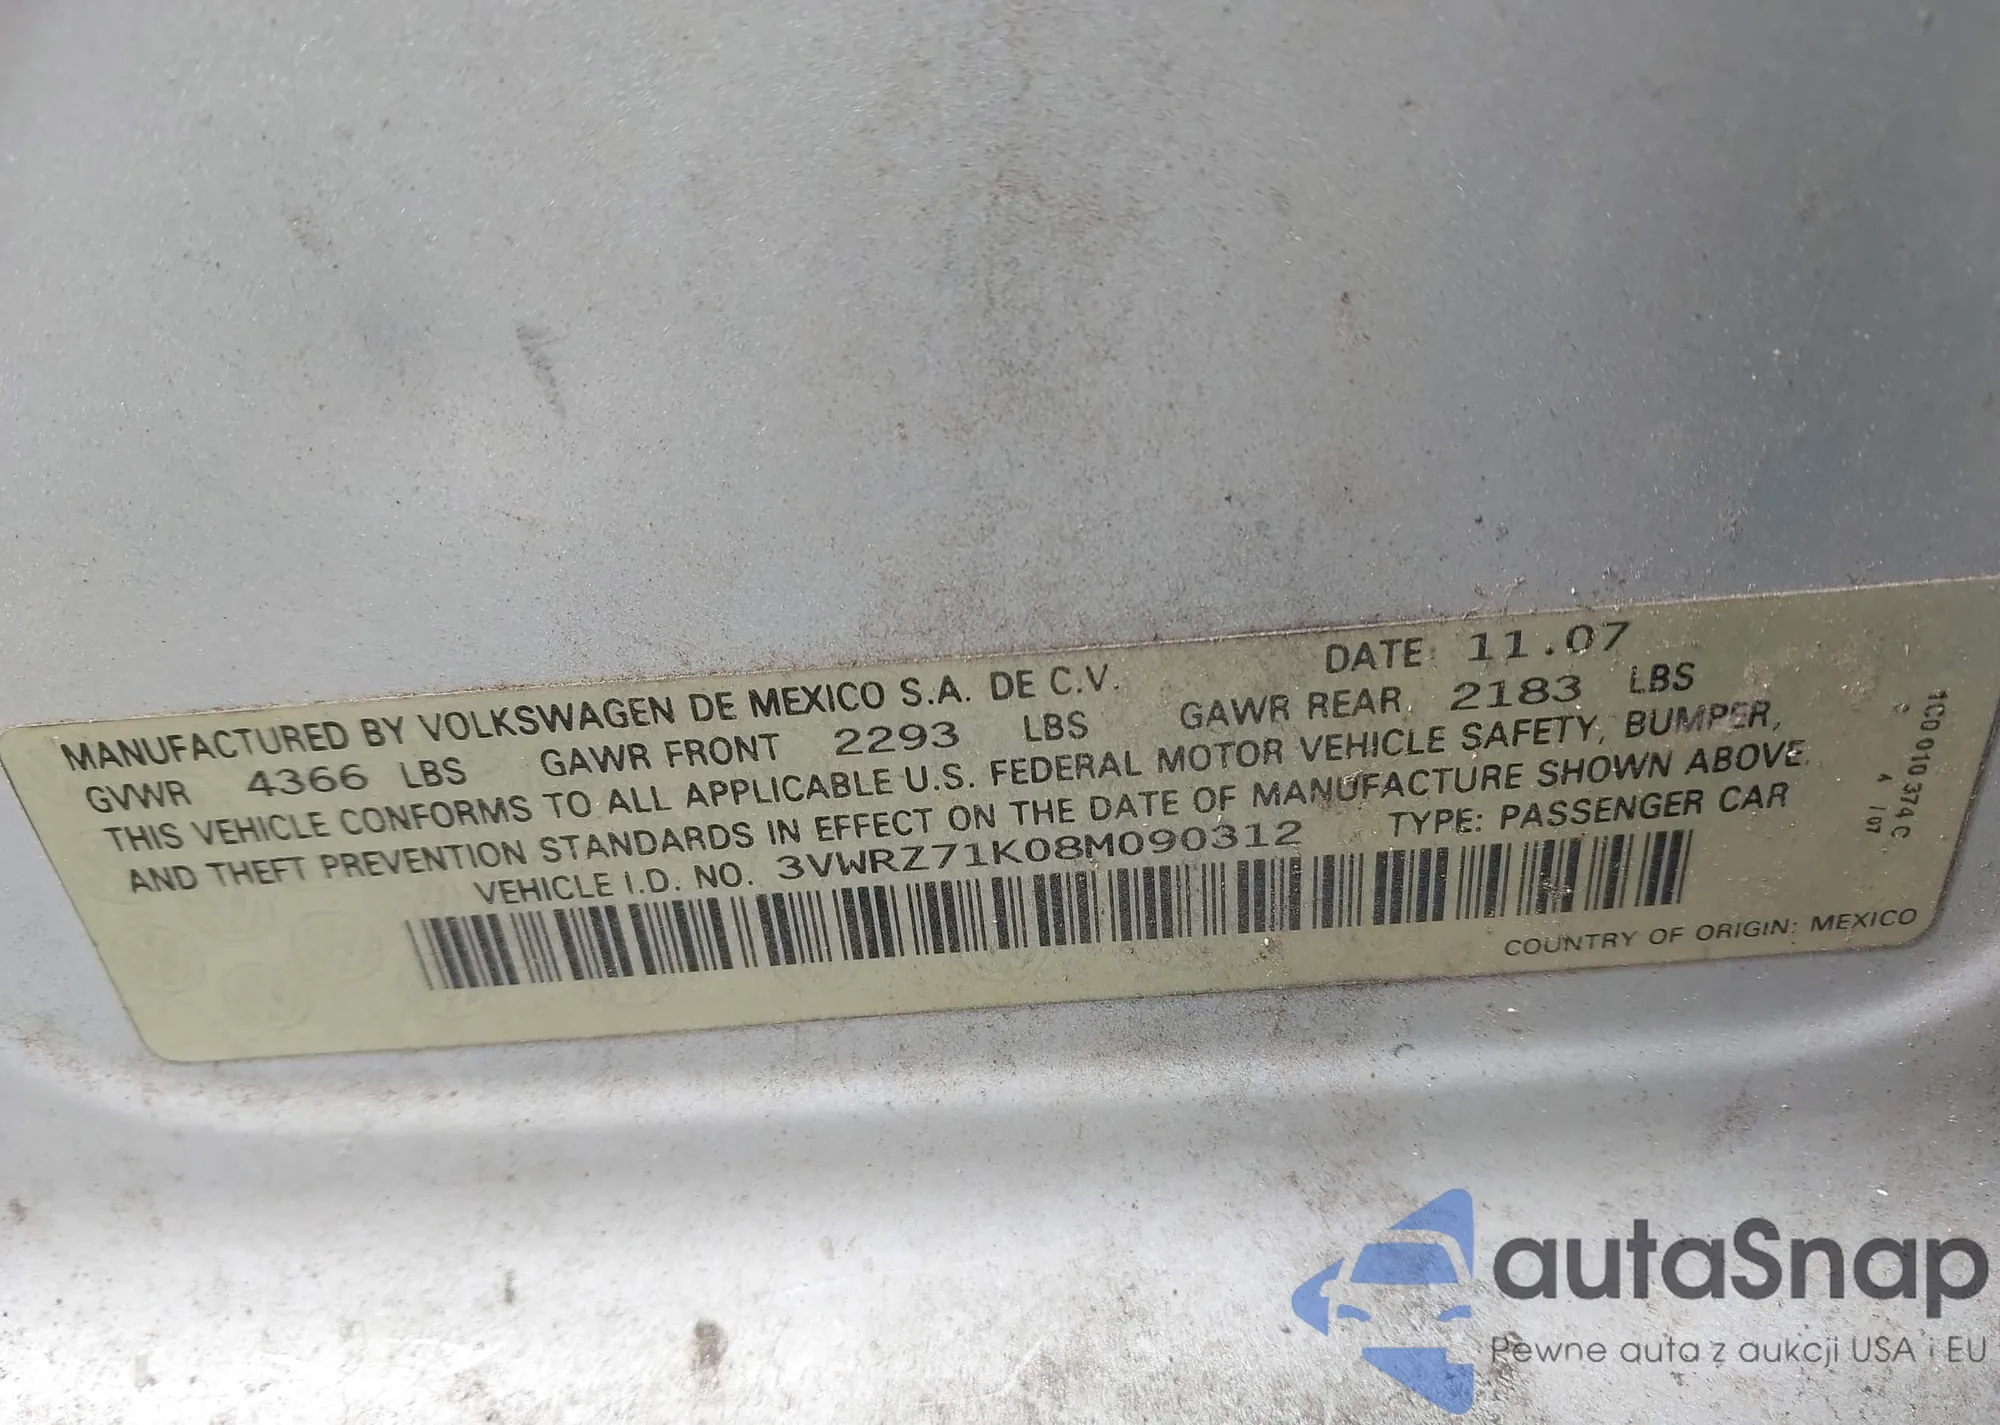 MANUFACTURED BY VOLKSWAGEN DE MEXICO S.A. DE C.V. DATE: 11.07
GVWR 4366 LBS GAWR FRONT 2293 LBS GAWR REAR 2183 LBS
THIS VEHICLE CONFORMS TO ALL APPLICABLE U.S. FEDERAL MOTOR VEHICLE SAFETY, BUMPER,
AND THEFT PREVENTION STANDARDS IN EFFECT ON THE DATE OF MANUFACTURE SHOWN ABOVE.
VEHICLE I.D. NO. 3VWRZ71K08M090312 TYPE: PASSENGER CAR
COUNTRY OF ORIGIN: MEXICO
1C0 010 374 C
4 / 07
autaSnap
Pewne auta z aukcji USA i EU